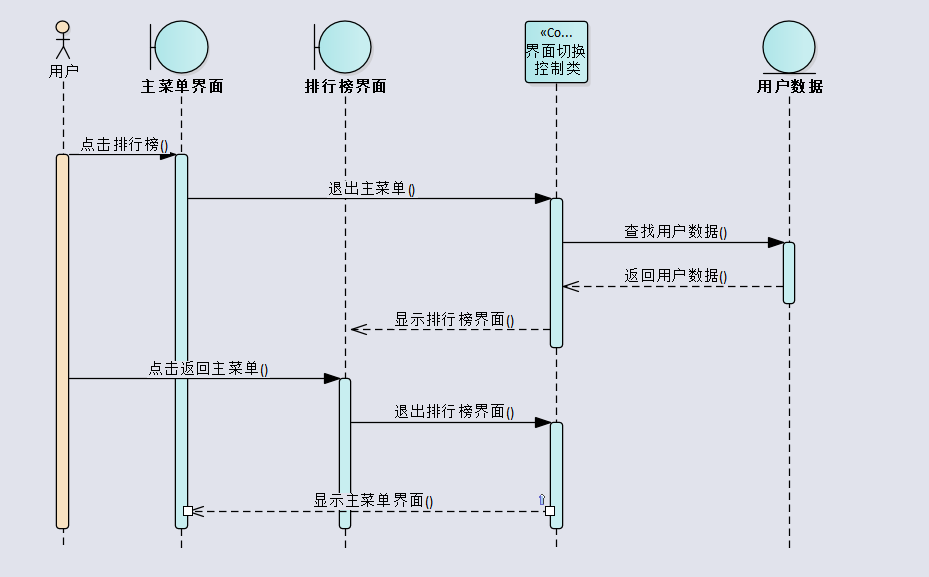 用户
主菜单界面
排行榜界面
«Co...
界面切换
控制类
用户数据
点击排行榜()
退出主菜单()
查找用户数据()
返回用户数据()
显示排行榜界面()
点击返回主菜单()
退出排行榜界面()
显示主菜单界面()